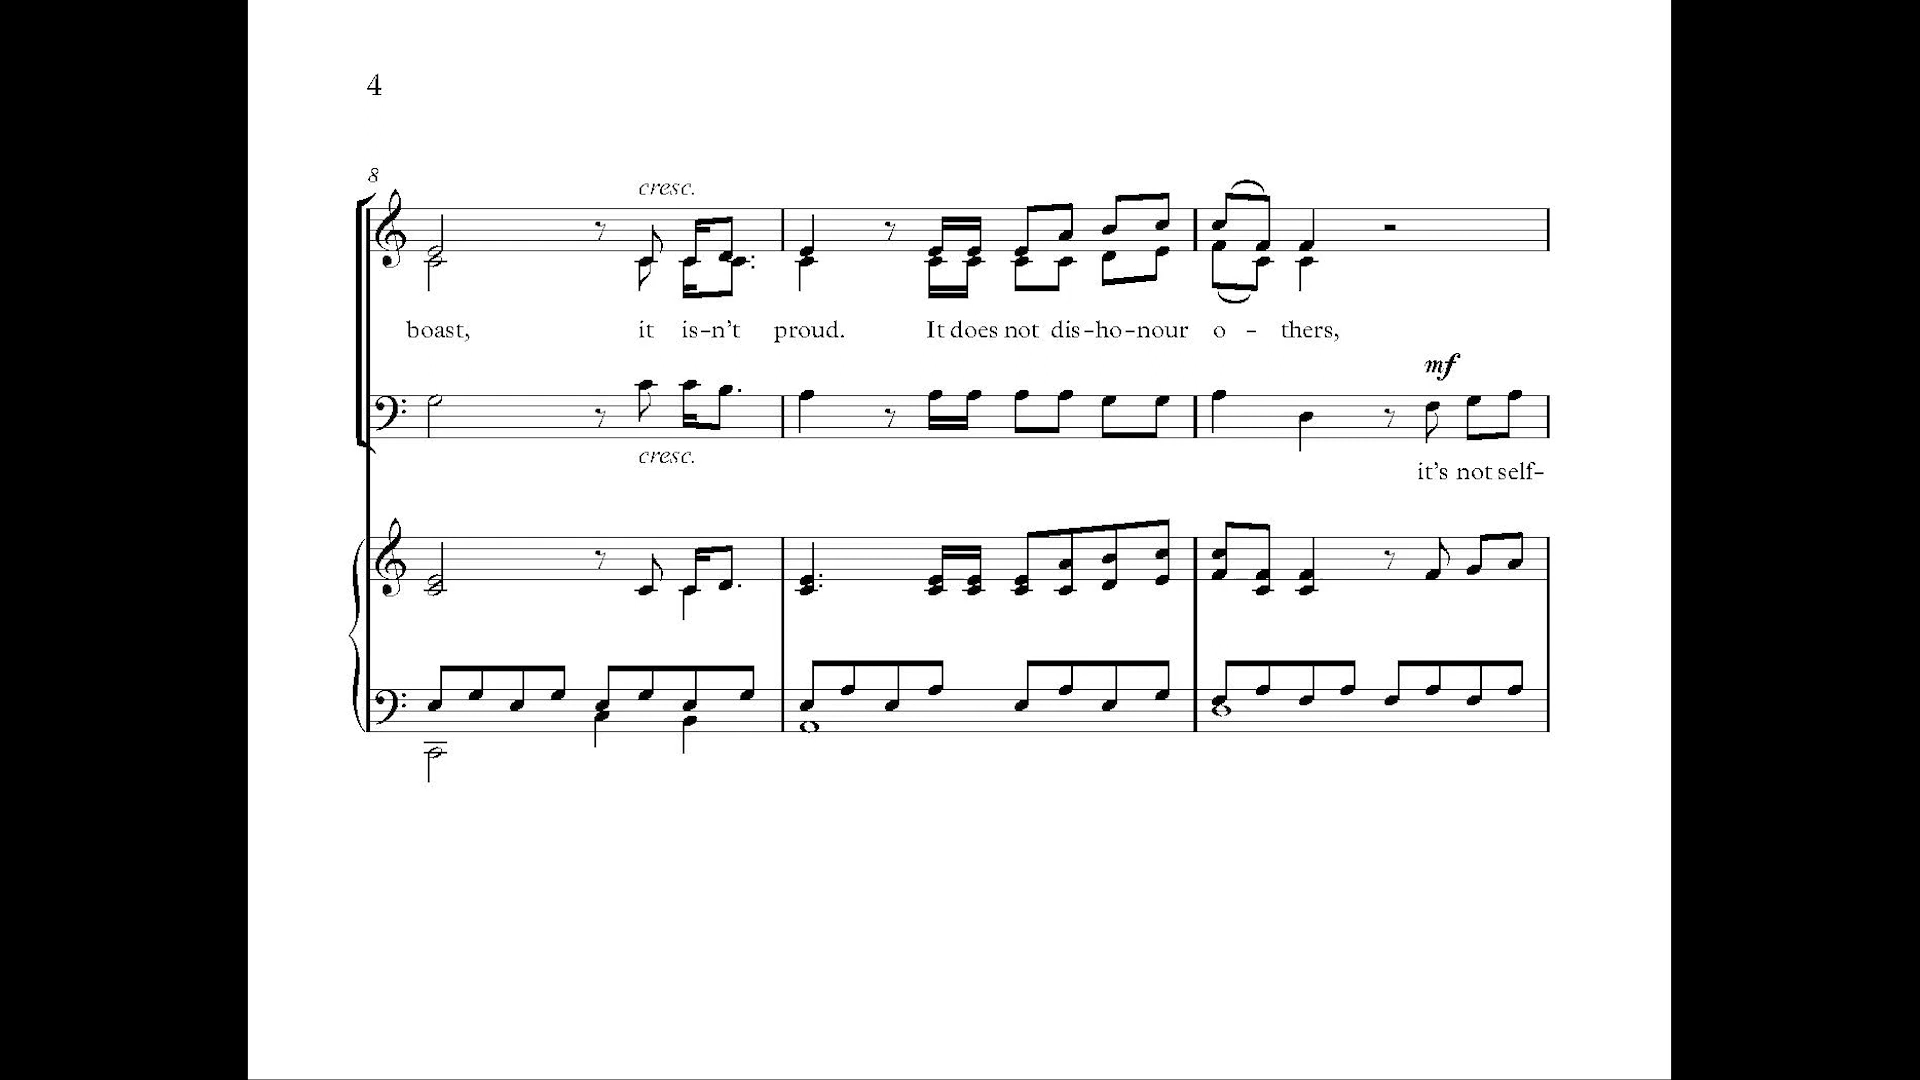 4
8
cresc.
boast, it is-n't proud. It does not dis-ho-nour o - thers,
mf
cresc.
it's not self-